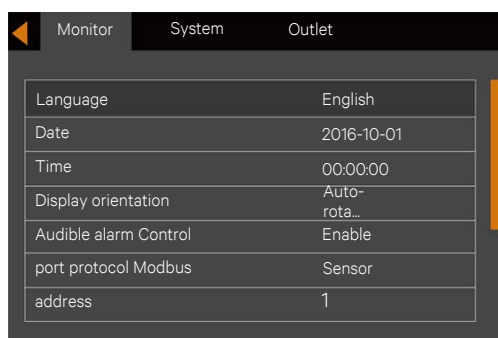 Monitor System Outlet
Language English
Date 2016-10-01
Time 00:00:00
Display orientation Auto-
rota...
Audible alarm Control Enable
port protocol Modbus Sensor
address 1